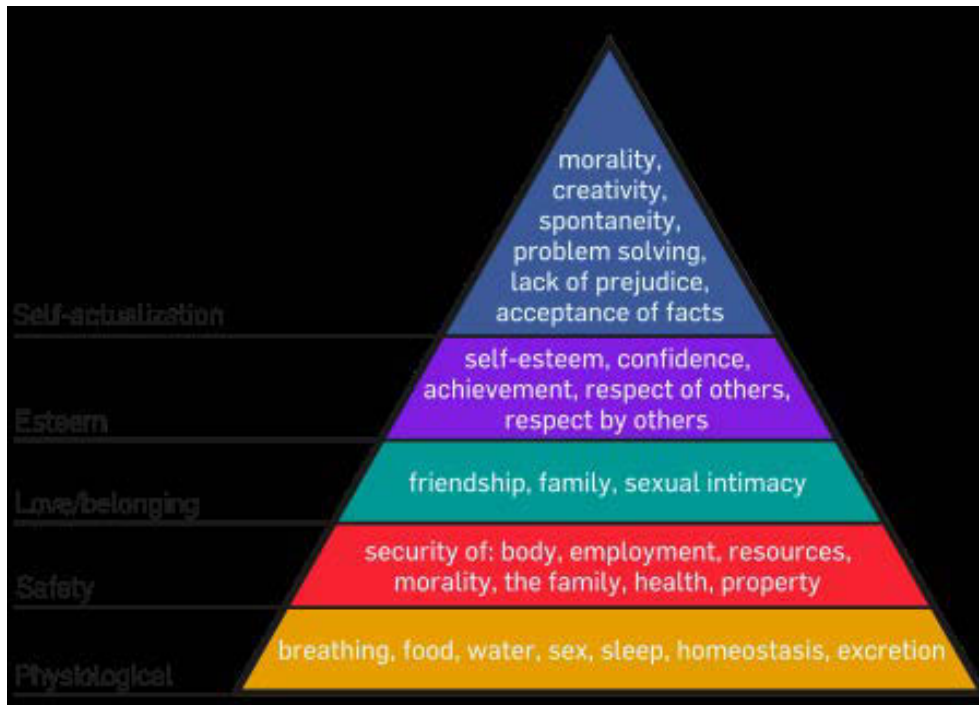 morality,
creativity,
spontaneity,
problem solving,
lack of prejudice,
acceptance of facts
Self-actualization
self-esteem, confidence,
achievement, respect of others,
respect by others
Esteem
friendship, family, sexual intimacy
Love/belonging
security of: body, employment, resources,
morality, the family, health, property
Safety
breathing, food, water, sex, sleep, homeostasis, excretion
Physiological